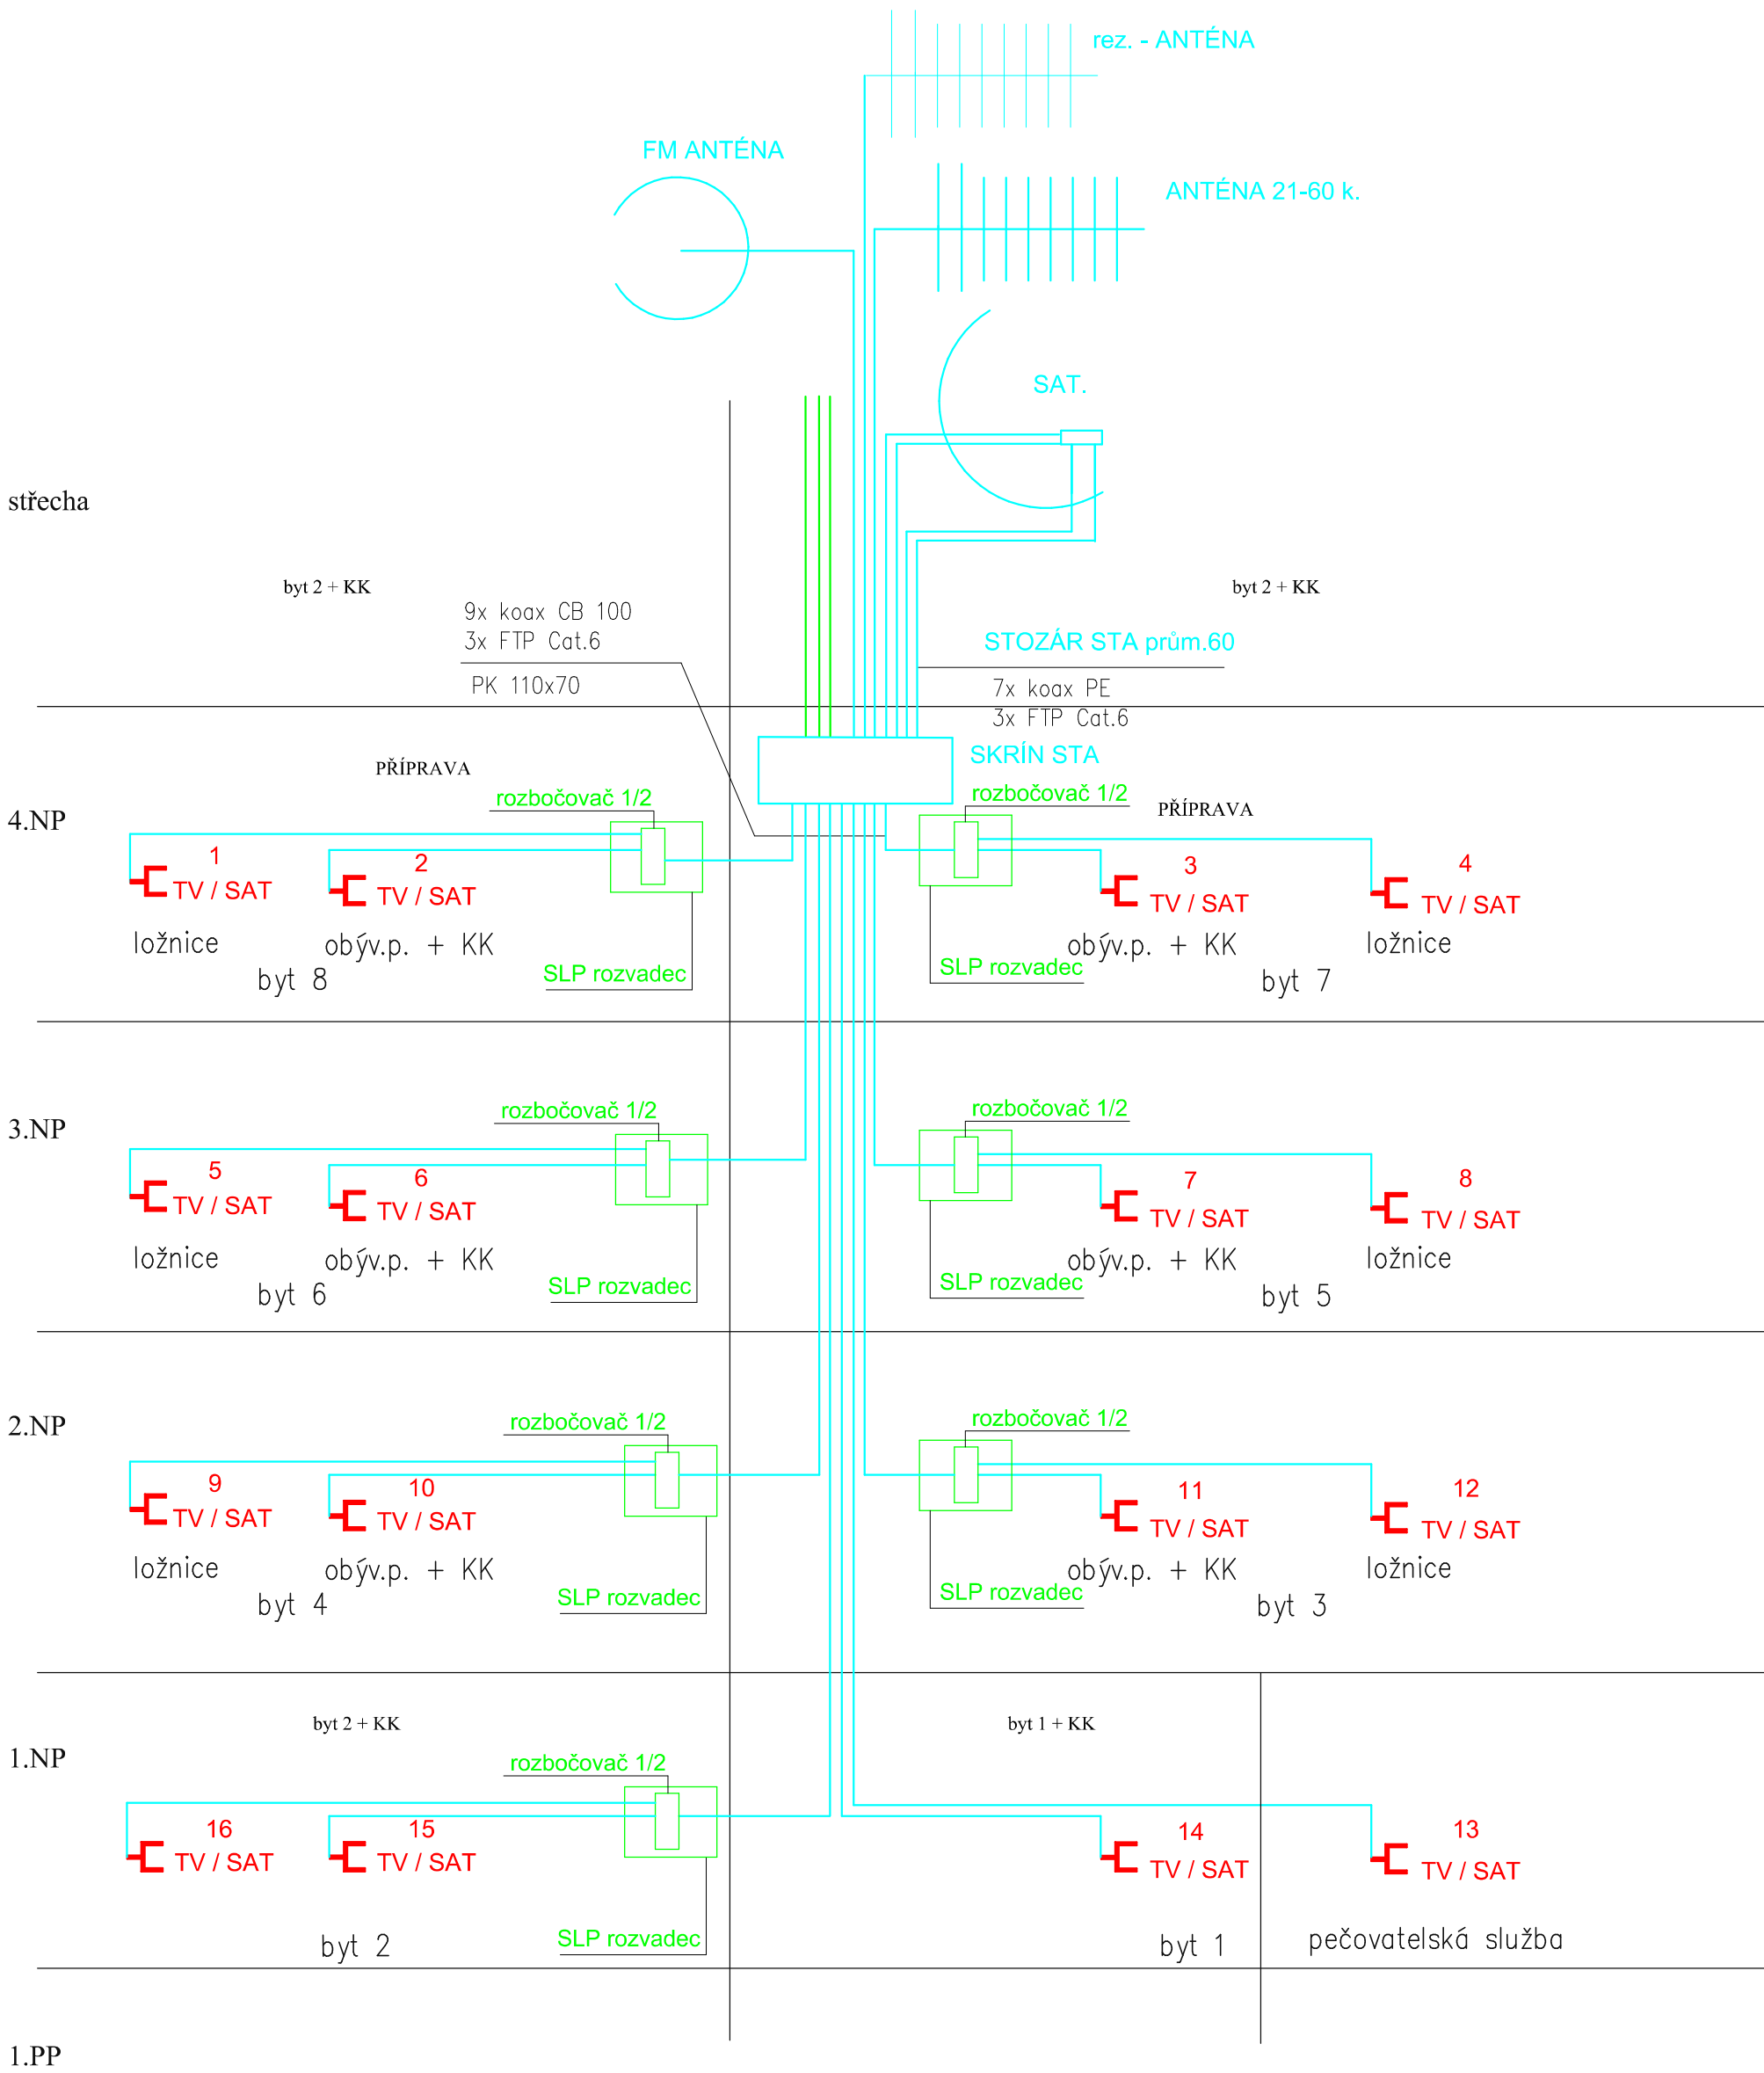 rez. - ANTÉNA
FM ANTÉNA
ANTÉNA 21-60 k.
SAT.
střecha
byt 2 + KK
byt 2 + KK
9x koax CB 100
3x FTP Cat.6
PK 110x70
STOZÁR STA prům.60
7x koax PE
3x FTP Cat.6
SKRÍN STA
4.NP
PŘÍPRAVA
rozbočovač 1/2
rozbočovač 1/2
PŘÍPRAVA
1
TV / SAT
2
TV / SAT
3
TV / SAT
4
TV / SAT
ložnice
obýv.p. + KK
obýv.p. + KK
ložnice
byt 8
SLP rozvadec
SLP rozvadec
byt 7
3.NP
rozbočovač 1/2
rozbočovač 1/2
5
TV / SAT
6
TV / SAT
7
TV / SAT
8
TV / SAT
ložnice
obýv.p. + KK
obýv.p. + KK
ložnice
byt 6
SLP rozvadec
SLP rozvadec
byt 5
2.NP
rozbočovač 1/2
rozbočovač 1/2
9
TV / SAT
10
TV / SAT
11
TV / SAT
12
TV / SAT
ložnice
obýv.p. + KK
obýv.p. + KK
ložnice
byt 4
SLP rozvadec
SLP rozvadec
byt 3
1.NP
byt 2 + KK
byt 1 + KK
rozbočovač 1/2
16
TV / SAT
15
TV / SAT
14
TV / SAT
13
TV / SAT
byt 2
SLP rozvadec
byt 1
pečovatelská služba
1.PP